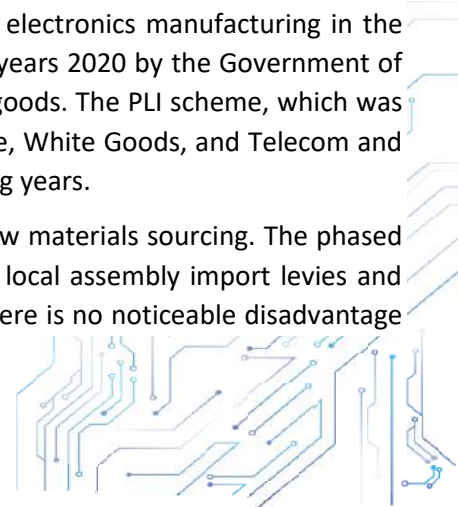 electronics manufacturing in the
years 2020 by the Government of
goods. The PLI scheme, which was
e, White Goods, and Telecom and
g years.
w materials sourcing. The phased
local assembly import levies and
ere is no noticeable disadvantage